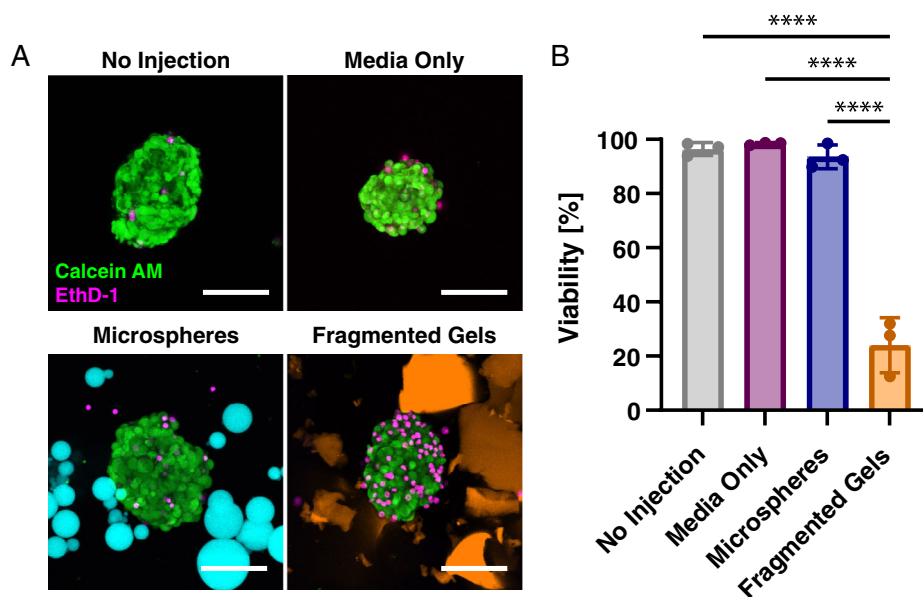 A
No Injection
Media Only
Calcein AM
EthD-1
Microspheres
Fragmented Gels
B
****
****
****
Viability [%]
100
80
60
40
20
0
No Injection
Media Only
Microspheres
Fragmented Gels